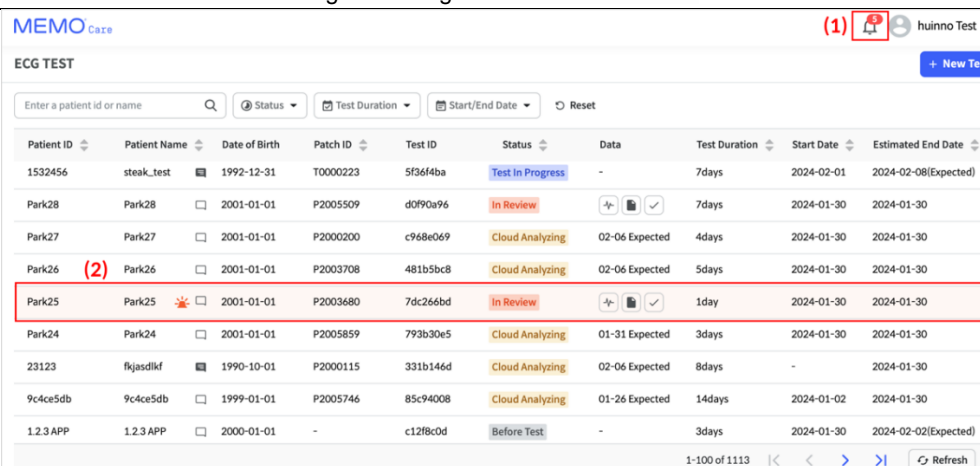 MEMO Care (1) 5 huinno Test
ECG TEST + New Te
Enter a patient id or name Status Test Duration Start/End Date Reset
Patient ID Patient Name Date of Birth Patch ID Test ID Status Data Test Duration Start Date Estimated End Date
1532456 steak_test 1992-12-31 T0000223 5f36f4ba Test In Progress - 7days 2024-02-01 2024-02-08(Expected)
Park28 Park28 2001-01-01 P2005509 d0f90a96 In Review 7days 2024-01-30 2024-01-30
Park27 Park27 2001-01-01 P2000200 c968e069 Cloud Analyzing 02-06 Expected 4days 2024-01-30 2024-01-30
Park26 (2) Park26 2001-01-01 P2003708 481b5bc8 Cloud Analyzing 02-06 Expected 5days 2024-01-30 2024-01-30
Park25 Park25 2001-01-01 P2003680 7dc266bd In Review 1day 2024-01-30 2024-01-30
Park24 Park24 2001-01-01 P2005859 793b30e5 Cloud Analyzing 01-31 Expected 3days 2024-01-30 2024-01-30
23123 fkjasdlkf 1990-10-01 P2000115 331b146d Cloud Analyzing 02-06 Expected 8days - 2024-01-30
9c4ce5db 9c4ce5db 1999-01-01 P2005746 85c94008 Cloud Analyzing 01-26 Expected 14days 2024-01-02 2024-01-30
1.2.3 APP 1.2.3 APP 2000-01-01 - c12f8c0d Before Test - 3days 2024-01-30 2024-02-02(Expected)
1-100 of 1113 Refresh